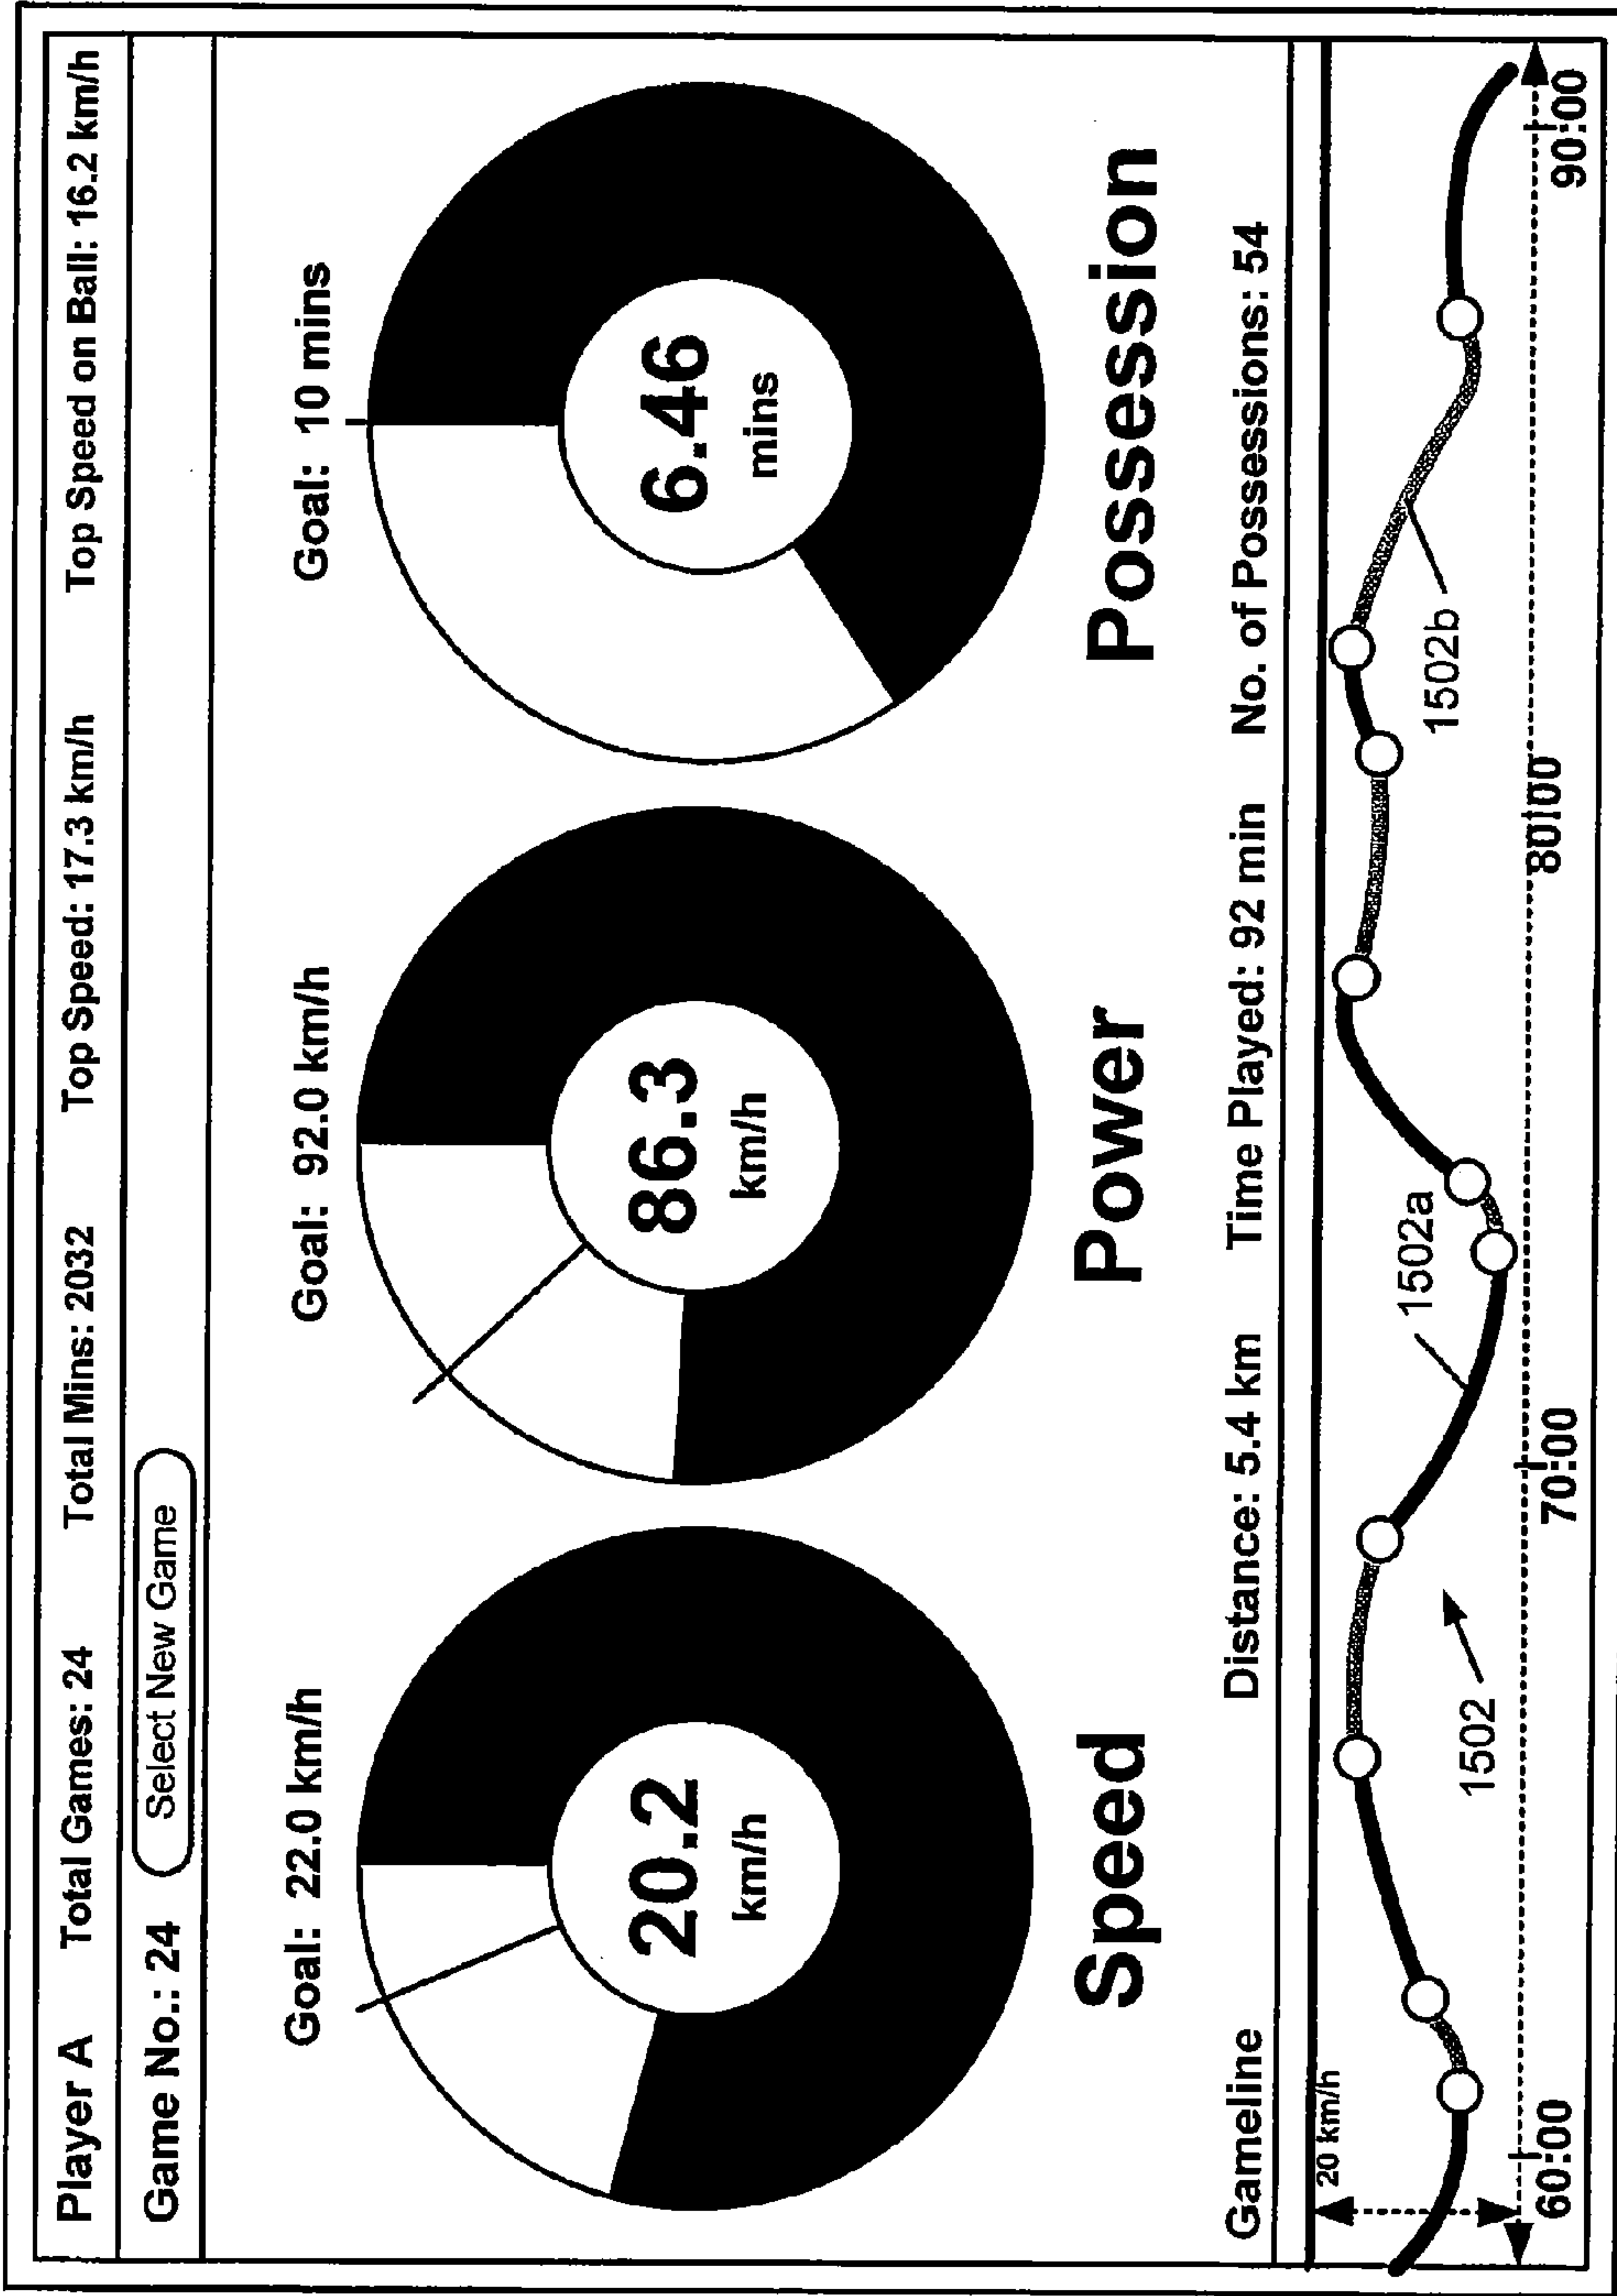 Player A Total Games: 24 Total Mins: 2032 Top Speed: 17.3 km/h Top Speed on Ball: 16.2 km/h
Game No.: 24 Select New Game
Goal: 22.0 km/h Goal: 92.0 km/h Goal: 10 mins
20.2 86.3 6.46
km/h km/h mins
Speed Power Possession
Gameline Distance: 5.4 km Time Played: 92 min No. of Possessions: 54
20 km/h
1502 1502a 1502b
60:00 70:00 80:00 90:00